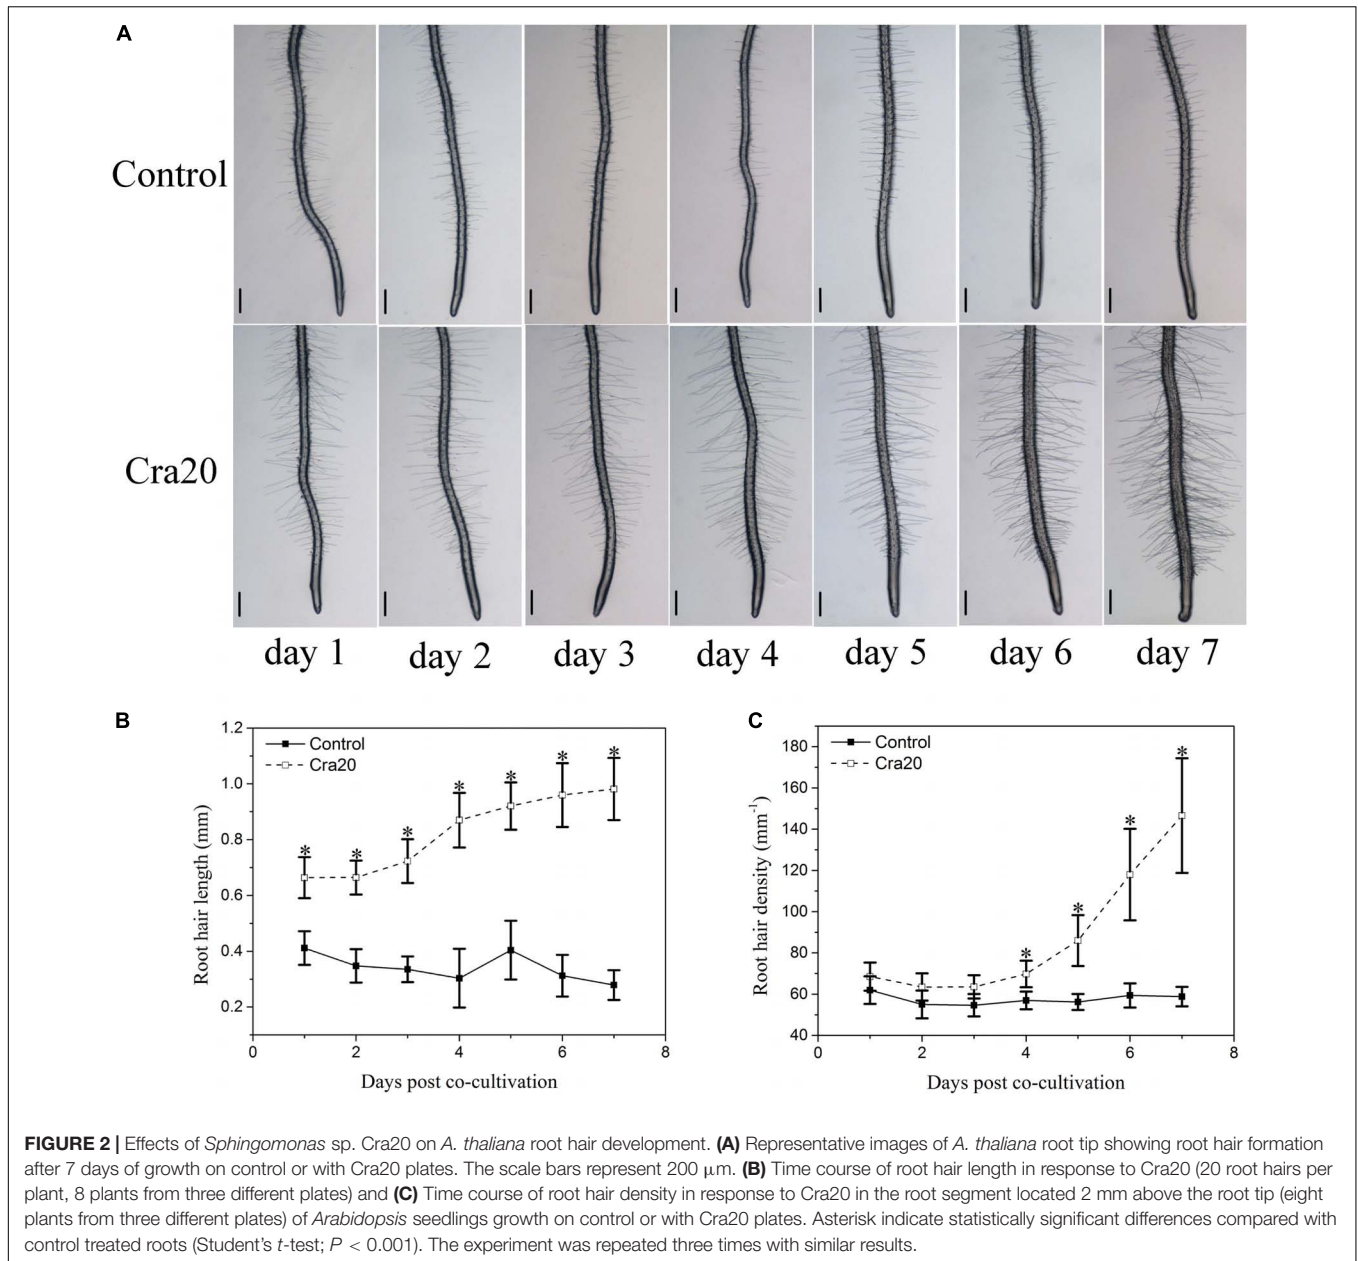 A
Control
Cra20
day 1 day 2 day 3 day 4 day 5 day 6 day 7
B
1.2
1.0
0.8
0.6
0.4
0.2
Root hair length (mm)
Control
Cra20
* * * * * * *
0 2 4 6 8
Days post co-cultivation
C
180
160
140
120
100
80
60
40
Root hair density (mm⁻¹)
Control
Cra20
* * * *
0 2 4 6 8
Days post co-cultivation
FIGURE 2 | Effects of Sphingomonas sp. Cra20 on A. thaliana root hair development. (A) Representative images of A. thaliana root tip showing root hair formation
after 7 days of growth on control or with Cra20 plates. The scale bars represent 200 μm. (B) Time course of root hair length in response to Cra20 (20 root hairs per
plant, 8 plants from three different plates) and (C) Time course of root hair density in response to Cra20 in the root segment located 2 mm above the root tip (eight
plants from three different plates) of Arabidopsis seedlings growth on control or with Cra20 plates. Asterisk indicate statistically significant differences compared with
control treated roots (Student's t-test; P < 0.001). The experiment was repeated three times with similar results.